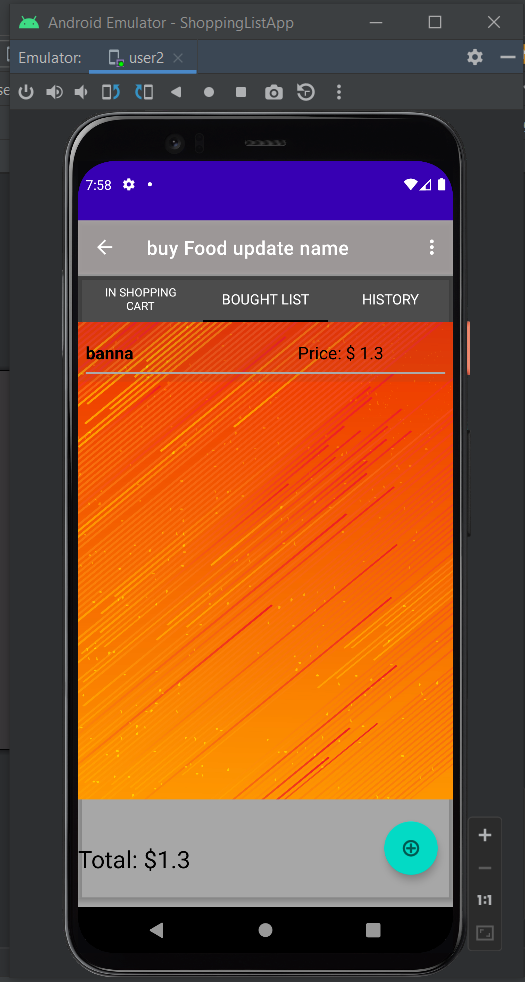 Android Emulator - ShoppingListApp
Emulator:
user2
7:58
buy Food update name
IN SHOPPING
CART
BOUGHT LIST
HISTORY
banna
Price: $ 1.3
Total: $1.3
1:1